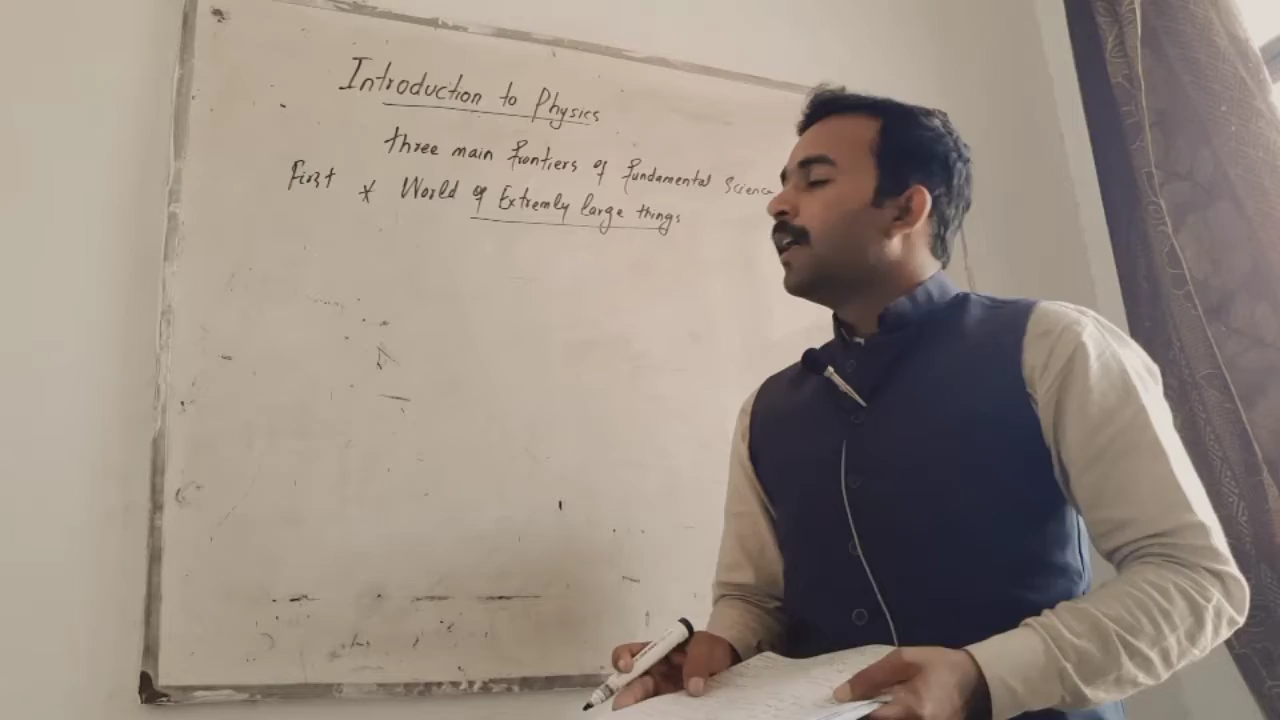 Introduction to Physics
three main frontiers of fundamental Science
First * World of Extremly large things